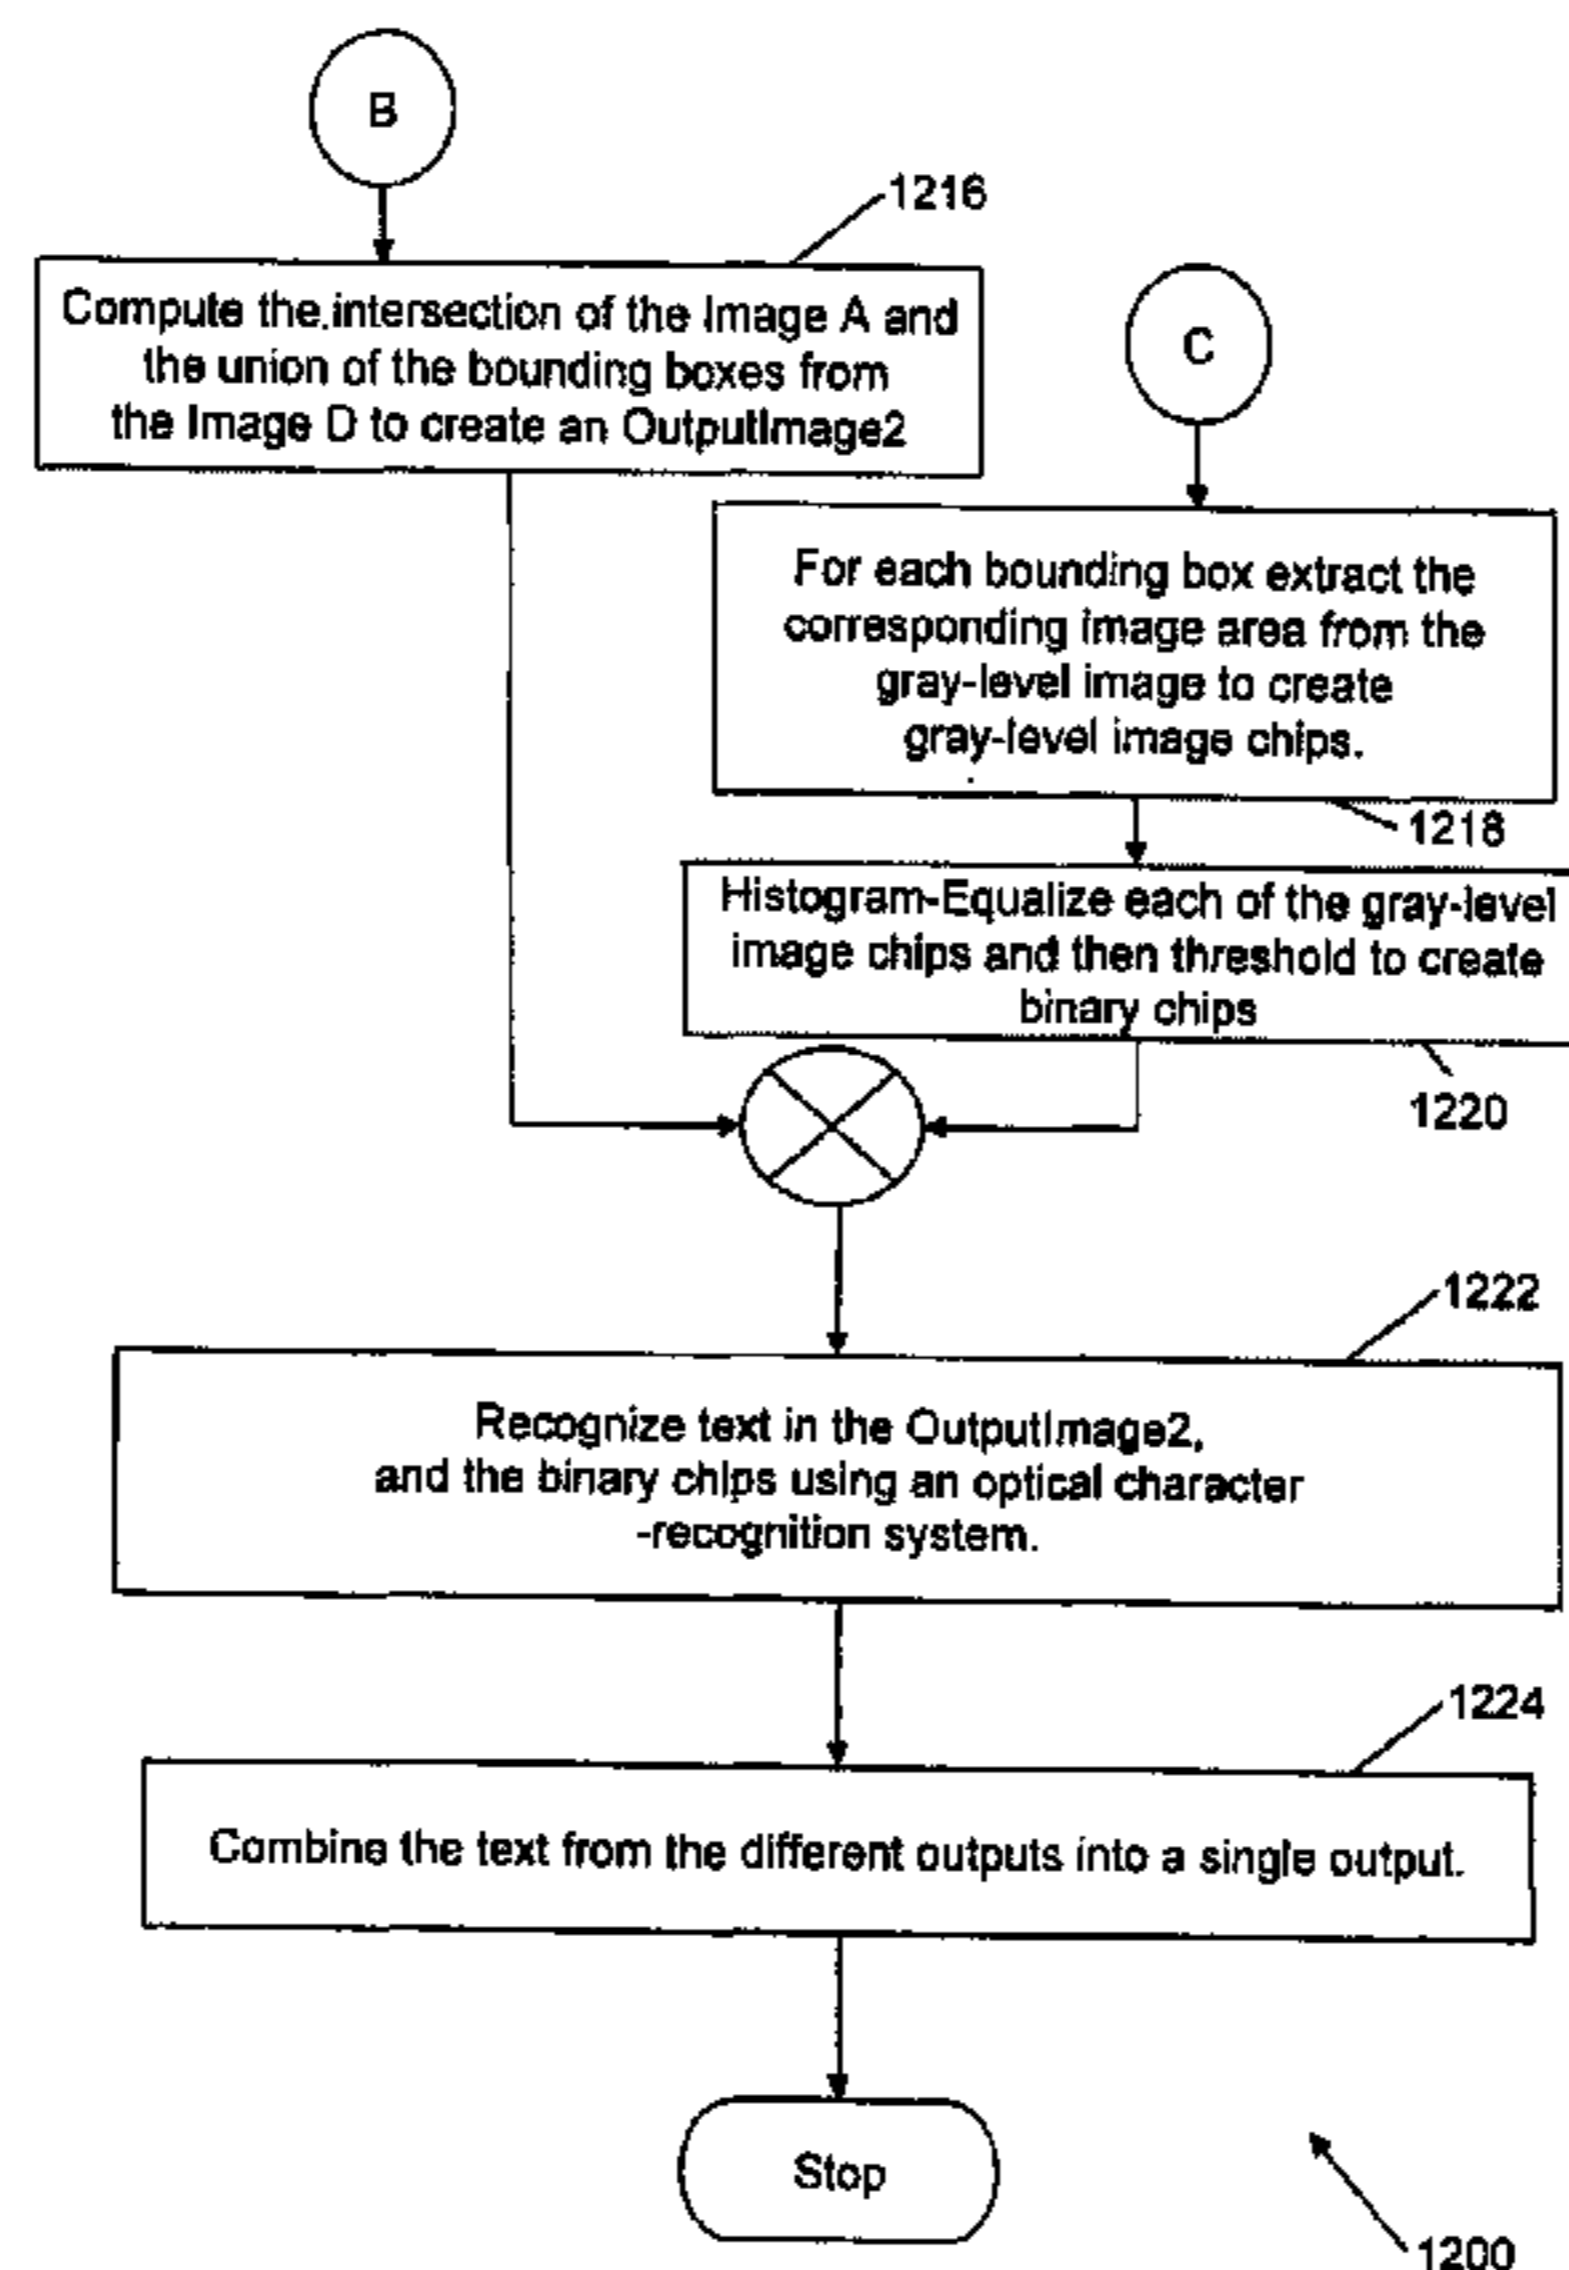 B
1216
Compute the intersection of the Image A and
the union of the bounding boxes from
the Image D to create an OutputImage2
C
For each bounding box extract the
corresponding image area from the
gray-level image to create
gray-level image chips.
1218
Histogram-Equalize each of the gray-level
image chips and then threshold to create
binary chips
1220
1222
Recognize text in the OutputImage2,
and the binary chips using an optical character
-recognition system.
1224
Combine the text from the different outputs into a single output.
Stop
1200